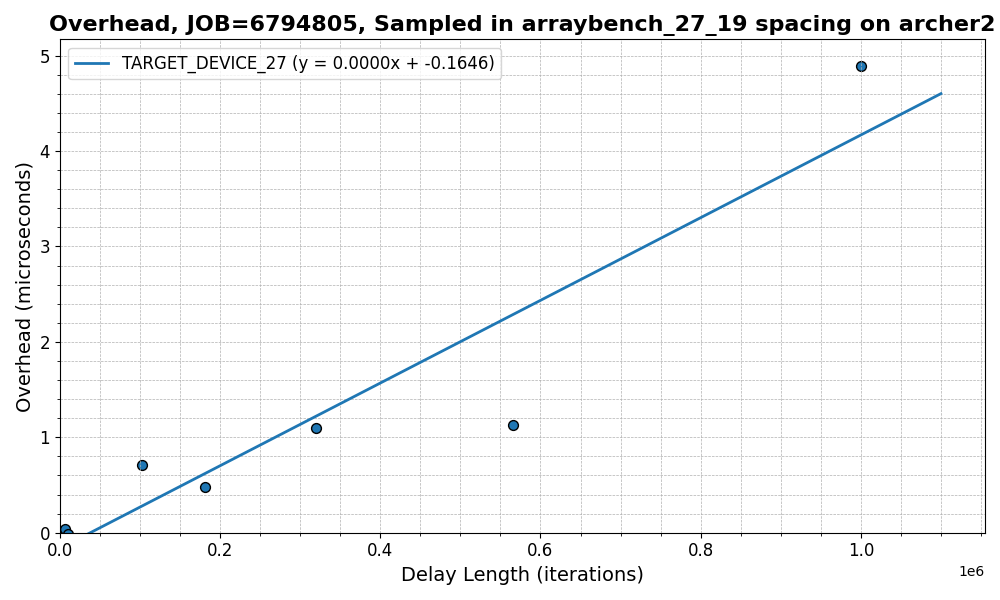 Overhead, JOB=6794805, Sampled in arraybench_27_19 spacing on archer2
TARGET_DEVICE_27 (y = 0.0000x + -0.1646)
Overhead (microseconds)
5
4
3
2
1
0
0.0 0.2 0.4 0.6 0.8 1.0
1e6
Delay Length (iterations)